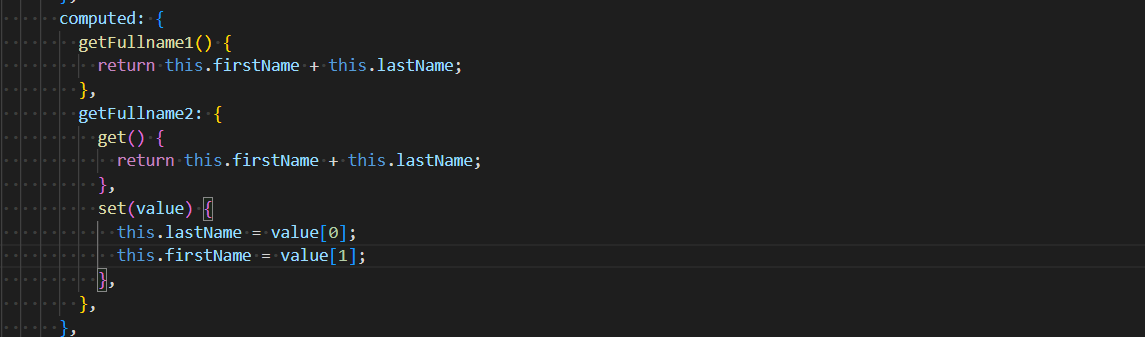 },
computed: {
getFullname1() {
return this.firstName + this.lastName;
},
getFullname2: {
get() {
return this.firstName + this.lastName;
},
set(value) {
this.lastName = value[0];
this.firstName = value[1];
},
},
},